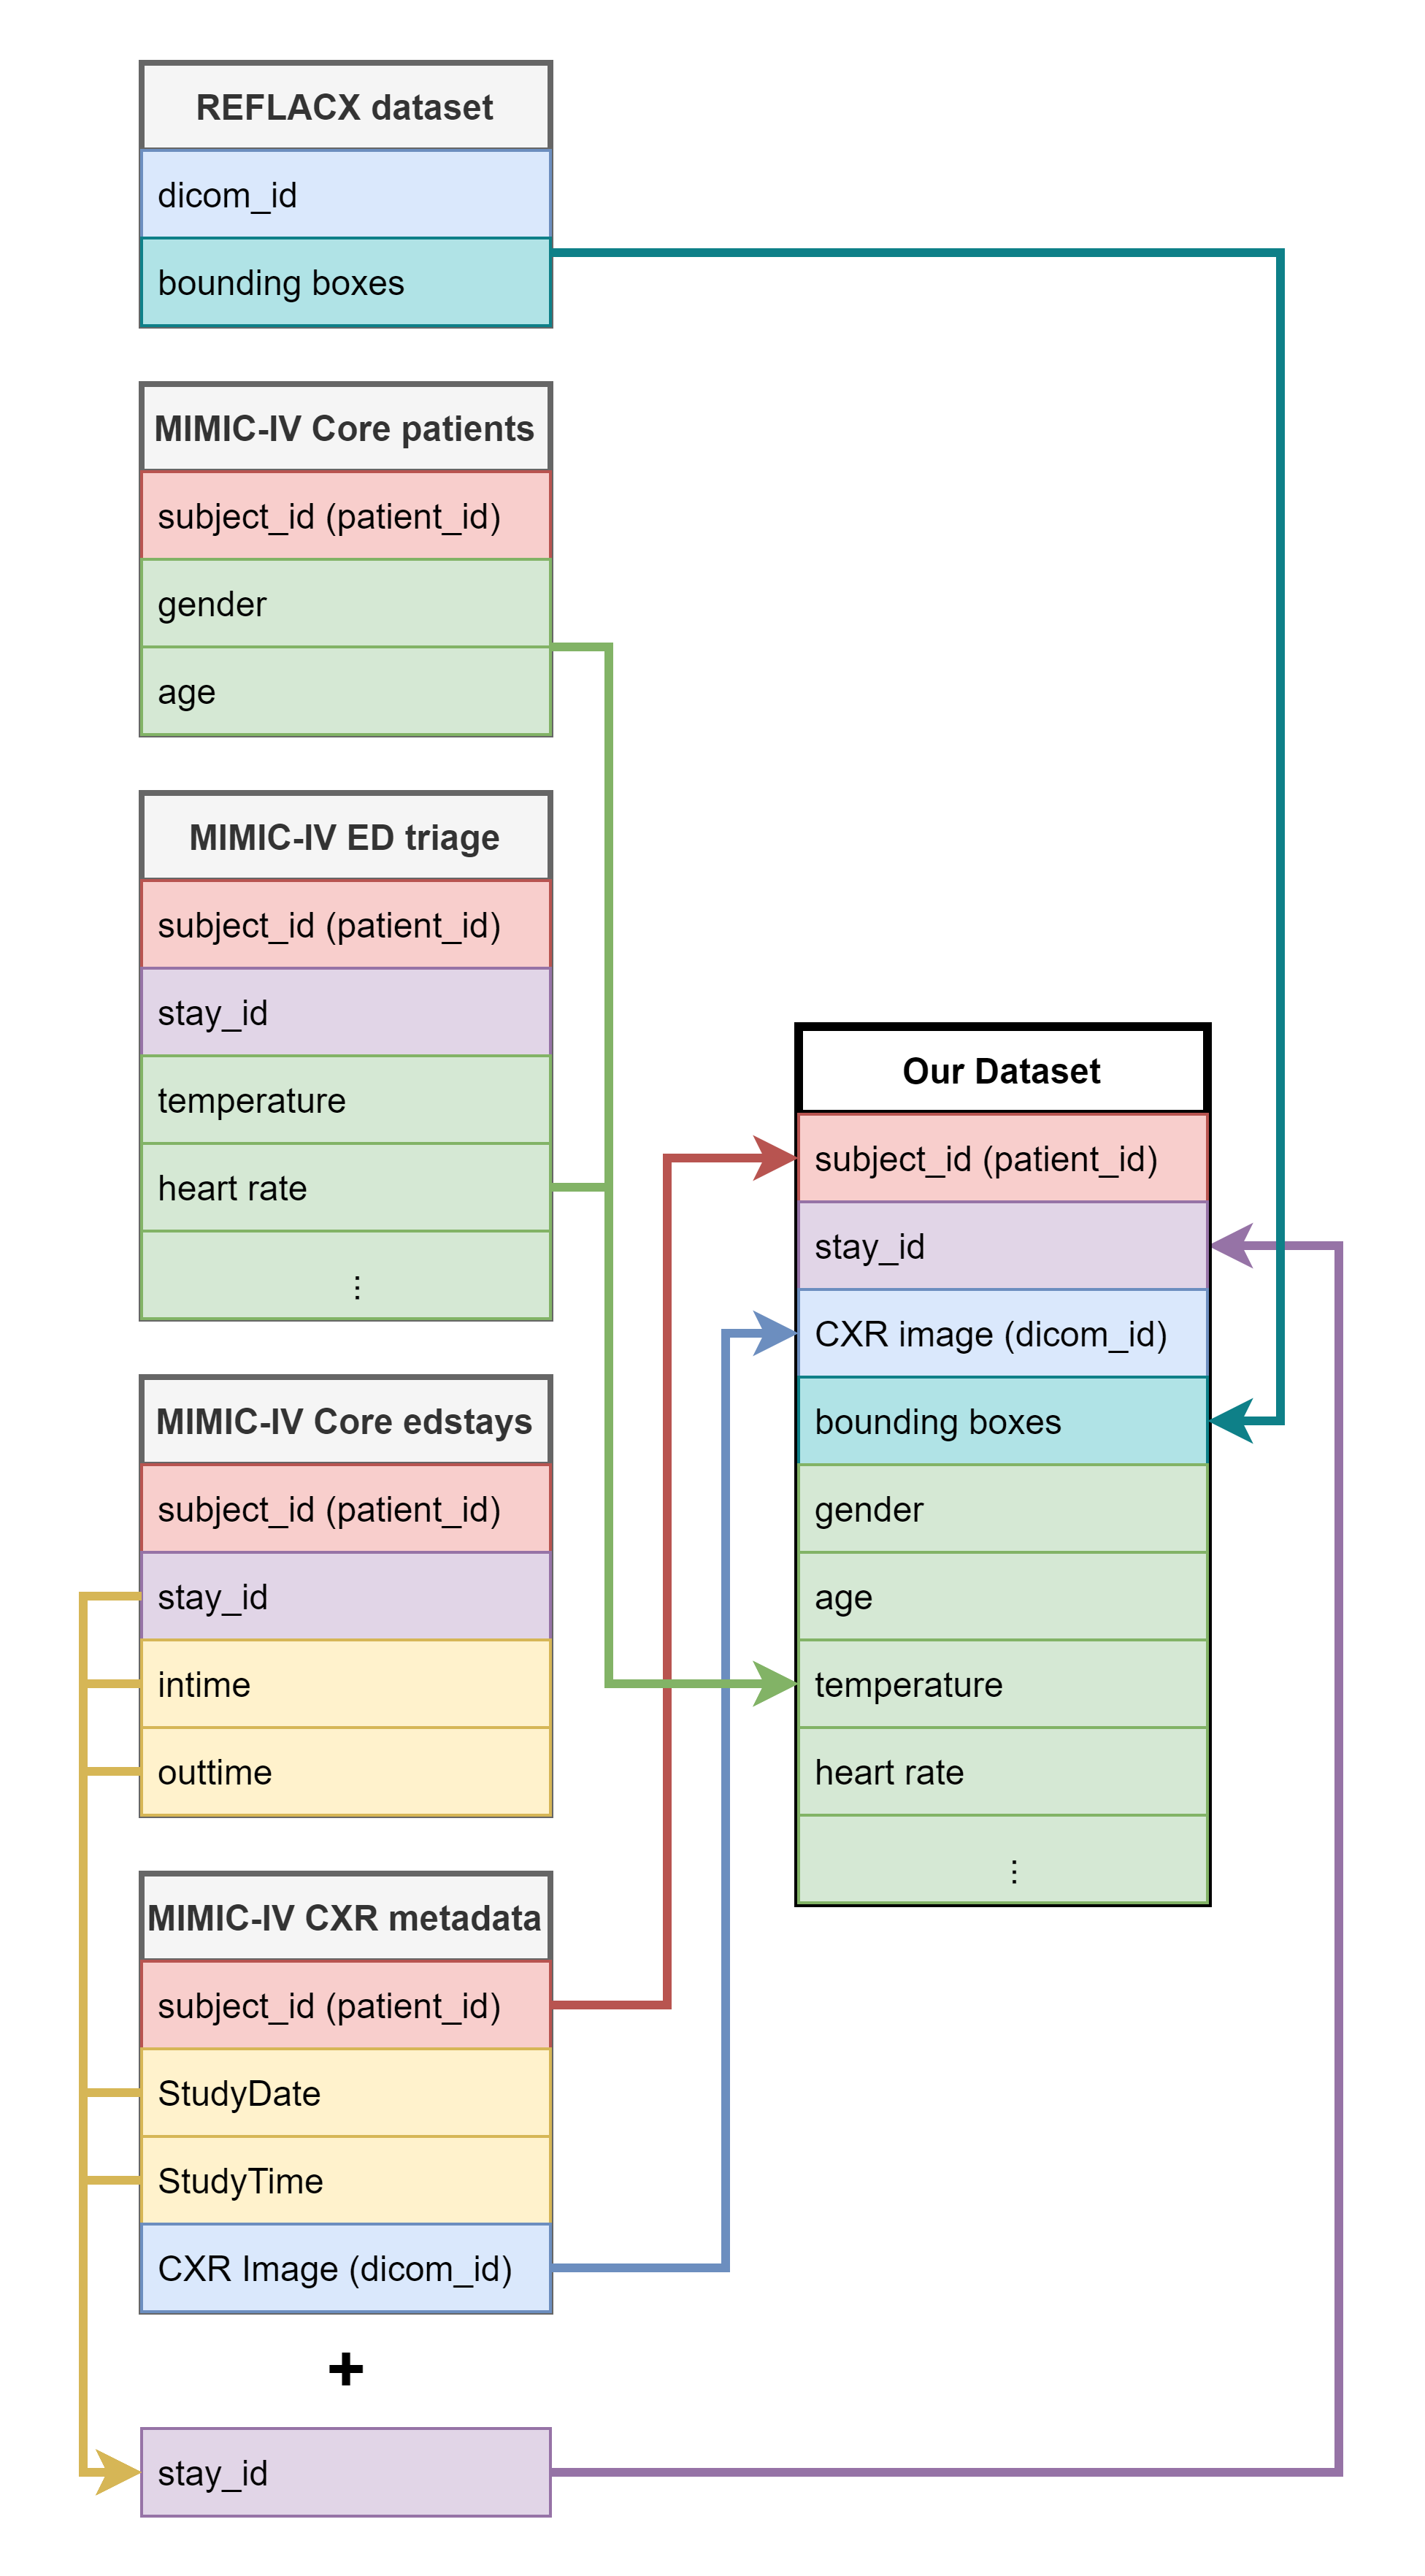 REFLACX dataset
dicom_id
bounding boxes
MIMIC-IV Core patients
subject_id (patient_id)
gender
age
MIMIC-IV ED triage
subject_id (patient_id)
stay_id
temperature
heart rate
⋮
MIMIC-IV Core edstays
subject_id (patient_id)
stay_id
intime
outtime
MIMIC-IV CXR metadata
subject_id (patient_id)
StudyDate
StudyTime
CXR Image (dicom_id)
+
stay_id
Our Dataset
subject_id (patient_id)
stay_id
CXR image (dicom_id)
bounding boxes
gender
age
temperature
heart rate
⋮